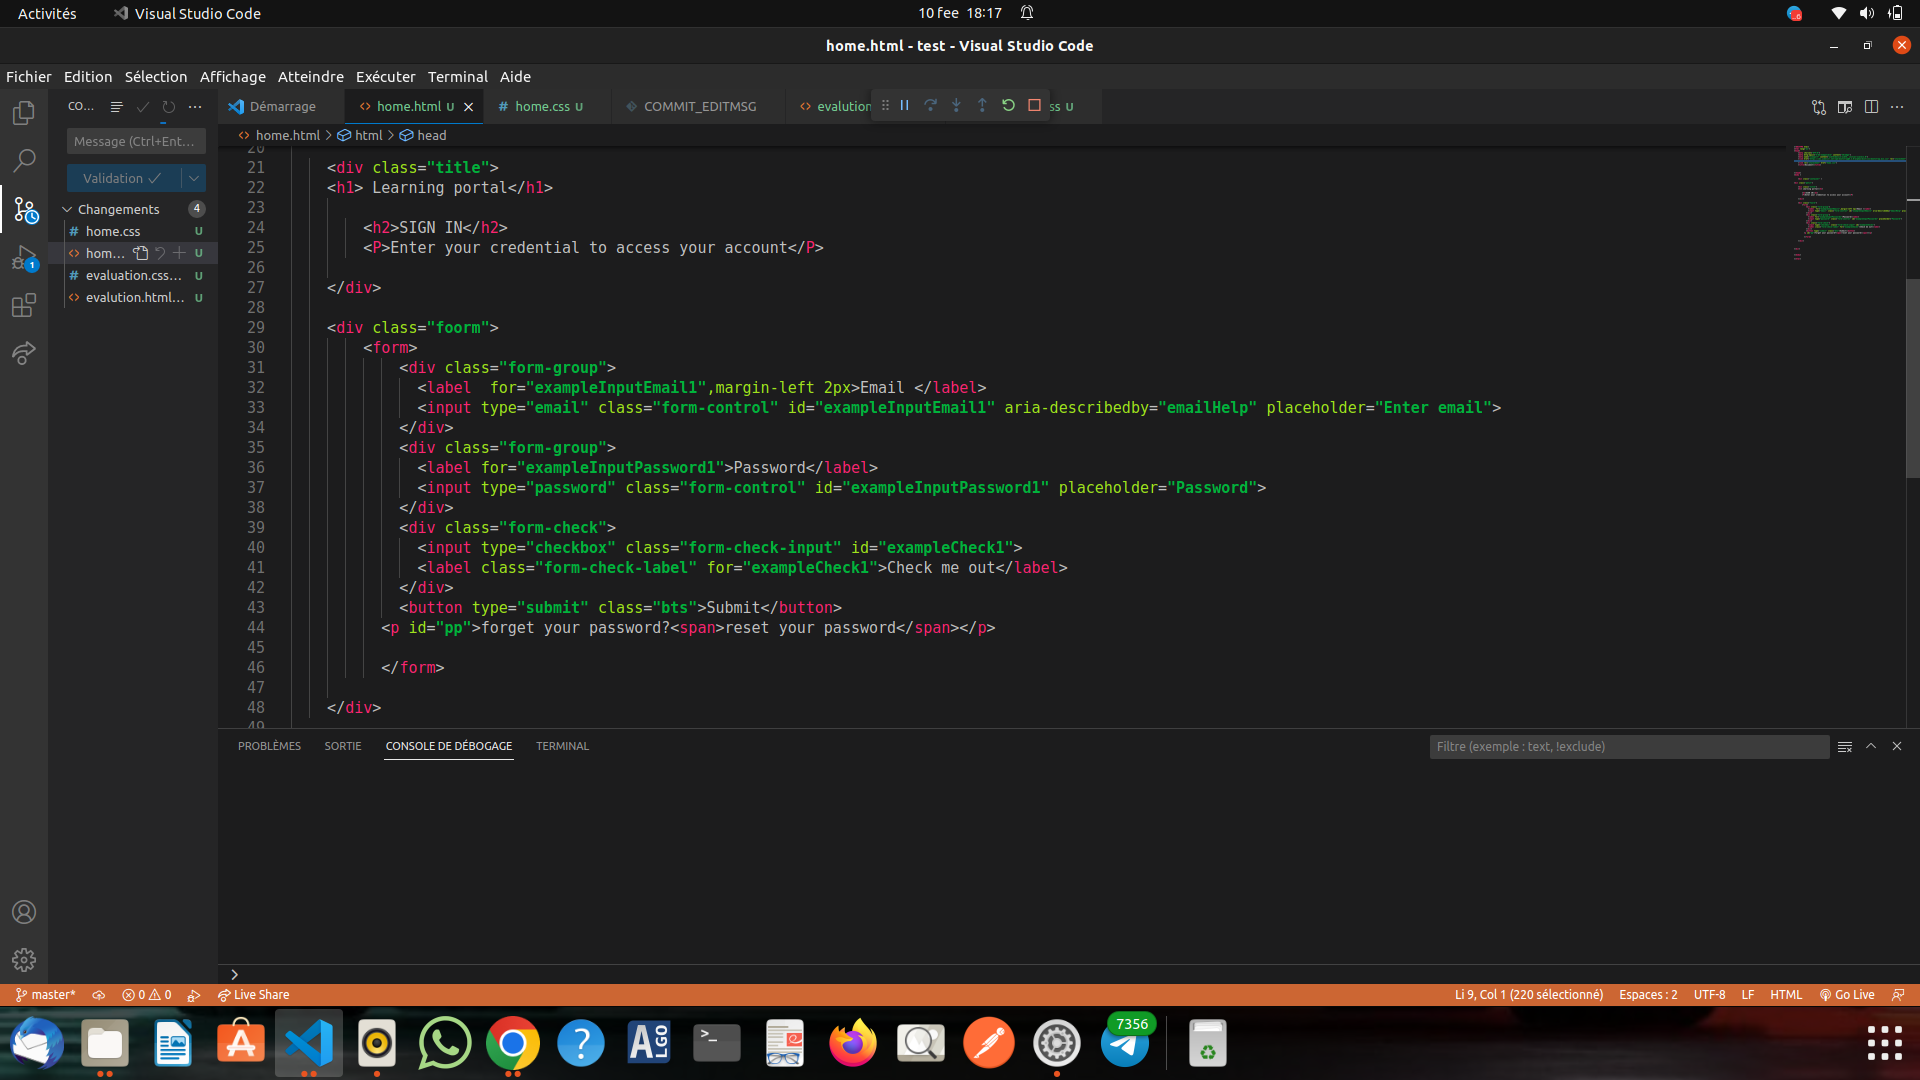 Activités Visual Studio Code 10 fee 18:17
home.html - test - Visual Studio Code
Fichier Edition Sélection Affichage Atteindre Exécuter Terminal Aide
CO... Démarrage home.html U home.css U COMMIT_EDITMSG evalution ss U
home.html > html > head
Message (Ctrl+Ent...
Validation
Changements 4
home.css U
hom... U
evaluation.css... U
evalution.html... U
1
20
21 <div class="title">
22 <h1> Learning portal</h1>
23
24 <h2>SIGN IN</h2>
25 <P>Enter your credential to access your account</P>
26
27 </div>
28
29 <div class="foorm">
30 <form>
31 <div class="form-group">
32 <label  for="exampleInputEmail1",margin-left 2px>Email </label>
33 <input type="email" class="form-control" id="exampleInputEmail1" aria-describedby="emailHelp" placeholder="Enter email">
34 </div>
35 <div class="form-group">
36 <label for="exampleInputPassword1">Password</label>
37 <input type="password" class="form-control" id="exampleInputPassword1" placeholder="Password">
38 </div>
39 <div class="form-check">
40 <input type="checkbox" class="form-check-input" id="exampleCheck1">
41 <label class="form-check-label" for="exampleCheck1">Check me out</label>
42 </div>
43 <button type="submit" class="bts">Submit</button>
44 <p id="pp">forget your password?<span>reset your password</span></p>
45
46 </form>
47
48 </div>
49
PROBLÈMES SORTIE CONSOLE DE DÉBOGAGE TERMINAL Filtre (exemple : text, !exclude)
>
master* 0 0 Live Share Li 9, Col 1 (220 sélectionné) Espaces : 2 UTF-8 LF HTML Go Live
ALGO
7356